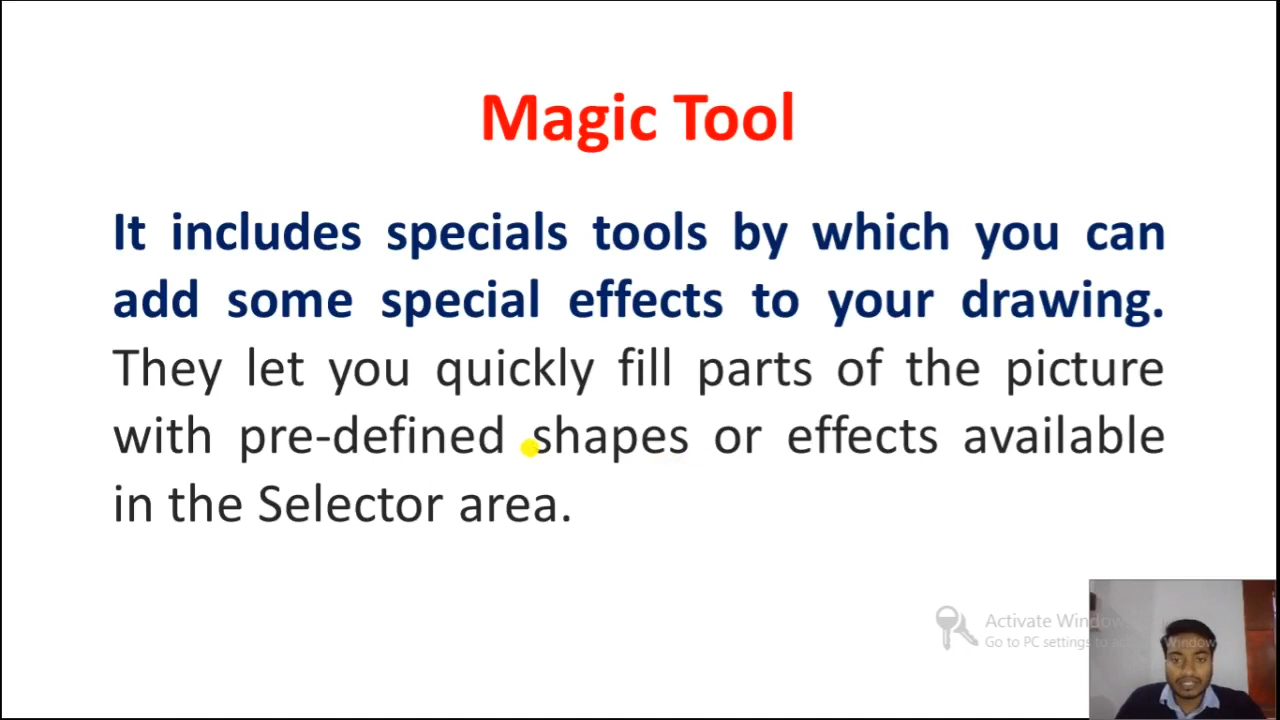 Magic Tool
It includes specials tools by which you can
add some special effects to your drawing.
They let you quickly fill parts of the picture
with pre-defined shapes or effects available
in the Selector area.
Activate Windows
Go to PC settings to Windows